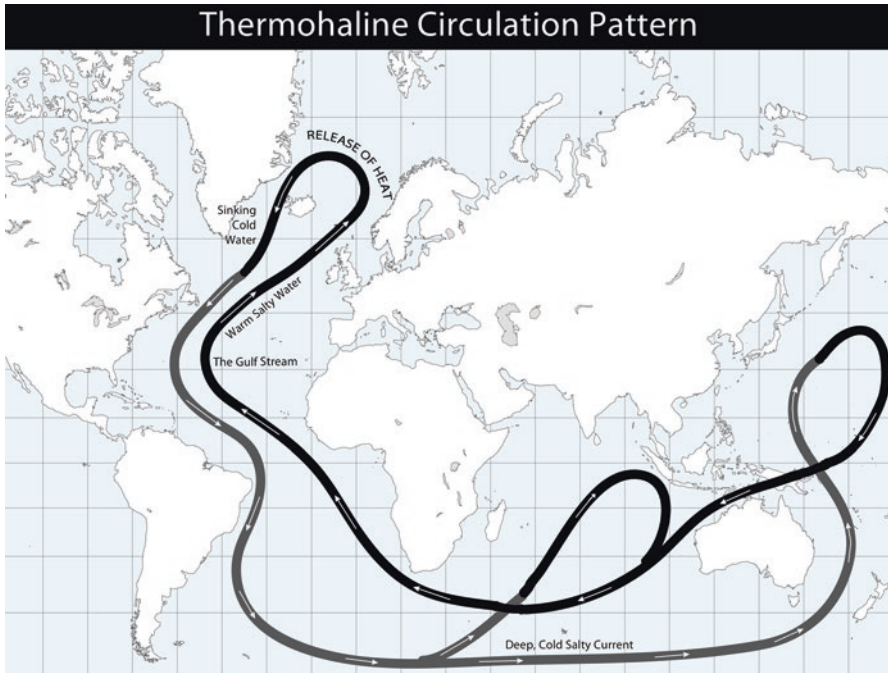 Thermohaline Circulation Pattern
RELEASE OF HEAT
Sinking
Cold
Water
Warm Salty Water
The Gulf Stream
Deep, Cold Salty Current